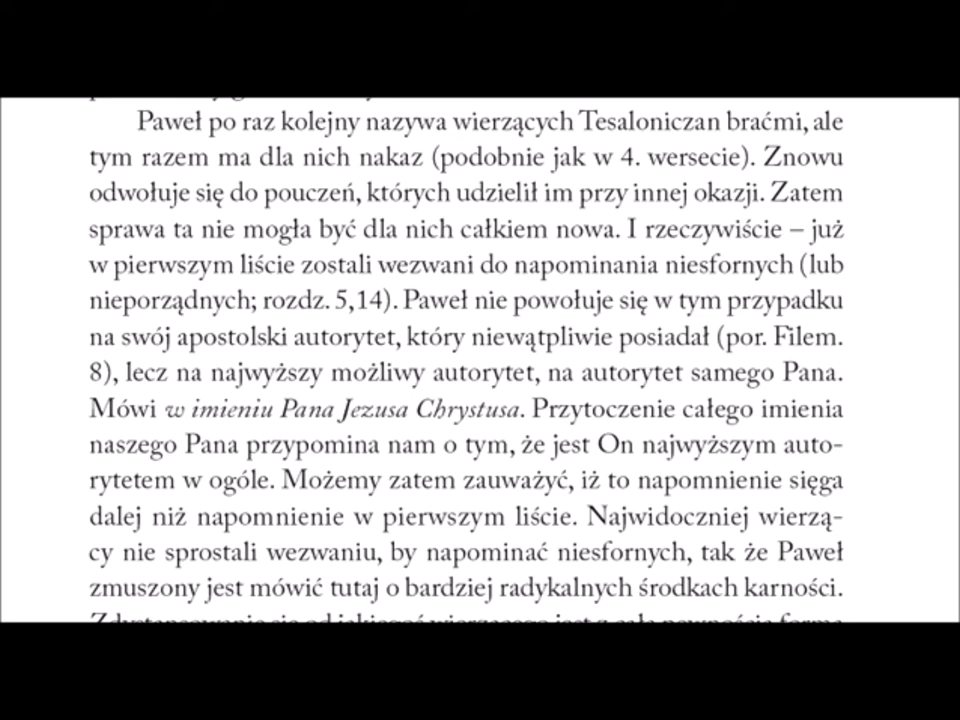 Paweł po raz kolejny nazywa wierzących Tesaloniczan braćmi, ale
tym razem ma dla nich nakaz (podobnie jak w 4. wersecie). Znowu
odwołuje się do pouczeń, których udzielił im przy innej okazji. Zatem
sprawa ta nie mogła być dla nich całkiem nowa. I rzeczywiście – już
w pierwszym liście zostali wezwani do napominania niesfornych (lub
nieporządnych; rozdz. 5,14). Paweł nie powołuje się w tym przypadku
na swój apostolski autorytet, który niewątpliwie posiadał (por. Filem.
8), lecz na najwyższy możliwy autorytet, na autorytet samego Pana.
Mówi w imieniu Pana Jezusa Chrystusa. Przytoczenie całego imienia
naszego Pana przypomina nam o tym, że jest On najwyższym auto-
rytetem w ogóle. Możemy zatem zauważyć, iż to napomnienie sięga
dalej niż napomnienie w pierwszym liście. Najwidoczniej wierzą-
cy nie sprostali wezwaniu, by napominać niesfornych, tak że Paweł
zmuszony jest mówić tutaj o bardziej radykalnych środkach karności.